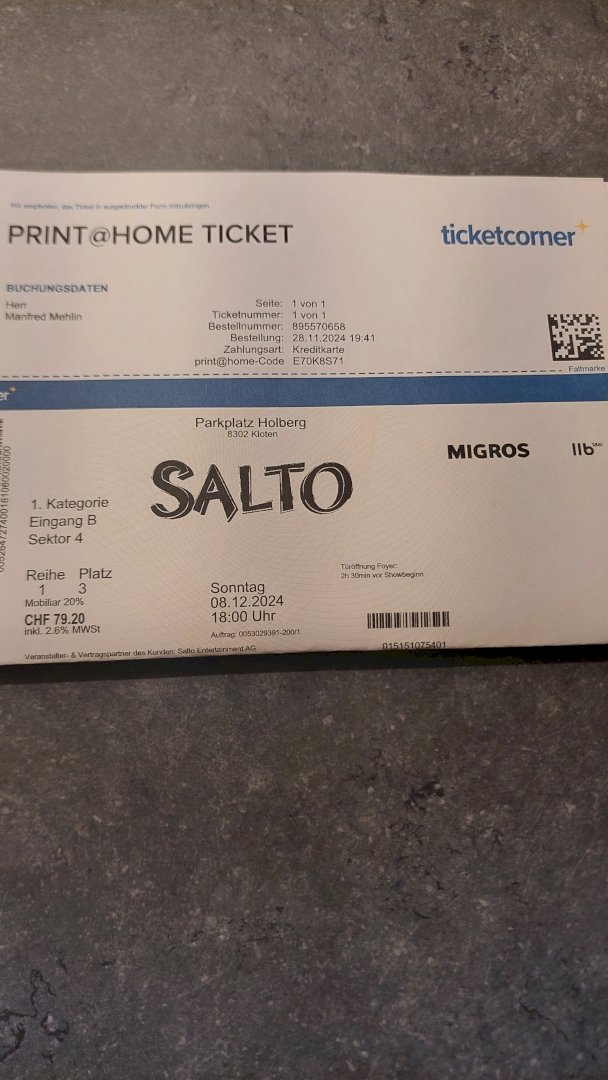 Wir empfehlen, das Ticket in ausgedruckter Form mitzubringen.
PRINT@HOME TICKET
ticketcorner
BUCHUNGSDATEN
Herr
Manfred Mehlin
Seite: 1 von 1
Ticketnummer: 1 von 1
Bestellnummer: 895570658
Bestellung: 28.11.2024 19:41
Zahlungsart: Kreditkarte
print@home-Code E70K8S71
Faltmarke
er
Parkplatz Holberg
8302 Kloten
MIGROS
llb 1861
SALTO
1. Kategorie
Eingang B
Sektor 4
Türöffnung Foyer:
2h 30min vor Showbeginn
Reihe Platz
1 3
Mobiliar 20%
CHF 79.20
inkl. 2.6% MWSt
Sonntag
08.12.2024
18:00 Uhr
Auftrag: 0053029391-200/1
015151075401
Veranstalter- & Vertragspartner des Kunden: Salto Entertainment AG